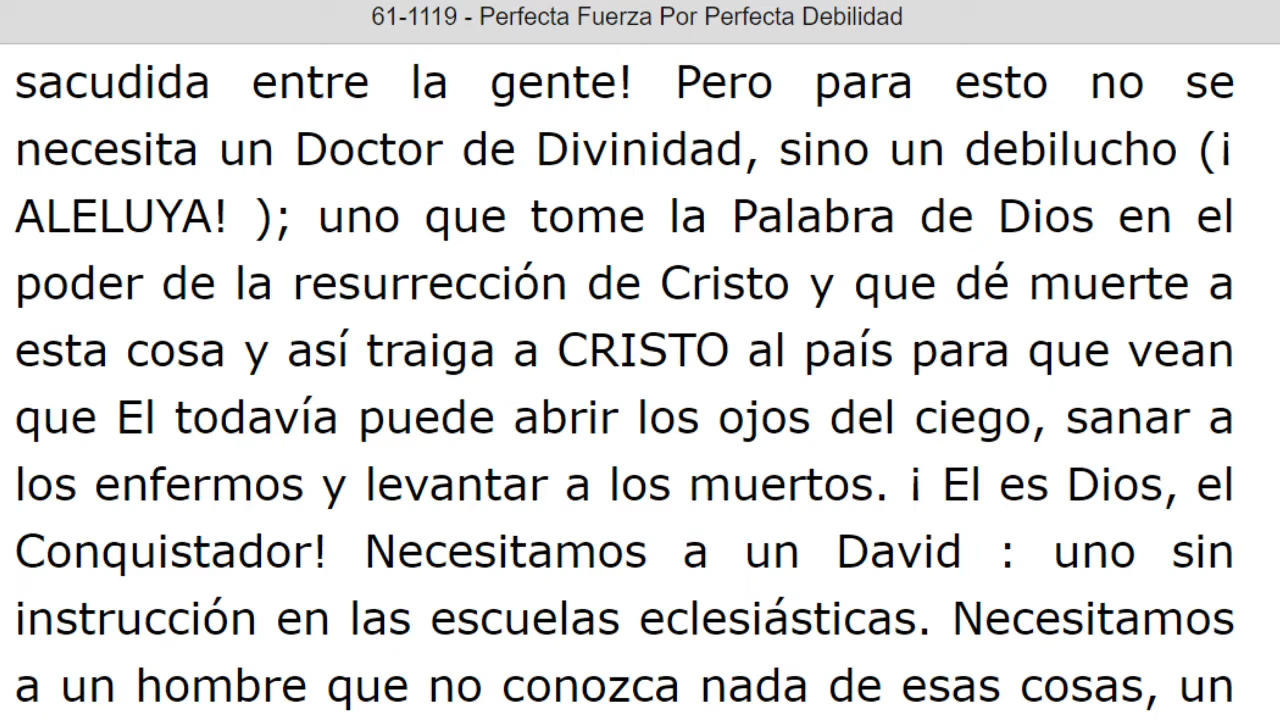 61-1119 - Perfecta Fuerza Por Perfecta Debilidad
sacudida entre la gente! Pero para esto no se
necesita un Doctor de Divinidad, sino un debilucho (¡
ALELUYA! ); uno que tome la Palabra de Dios en el
poder de la resurrección de Cristo y que dé muerte a
esta cosa y así traiga a CRISTO al país para que vean
que El todavía puede abrir los ojos del ciego, sanar a
los enfermos y levantar a los muertos. ¡ El es Dios, el
Conquistador! Necesitamos a un David : uno sin
instrucción en las escuelas eclesiásticas. Necesitamos
a un hombre que no conozca nada de esas cosas, un